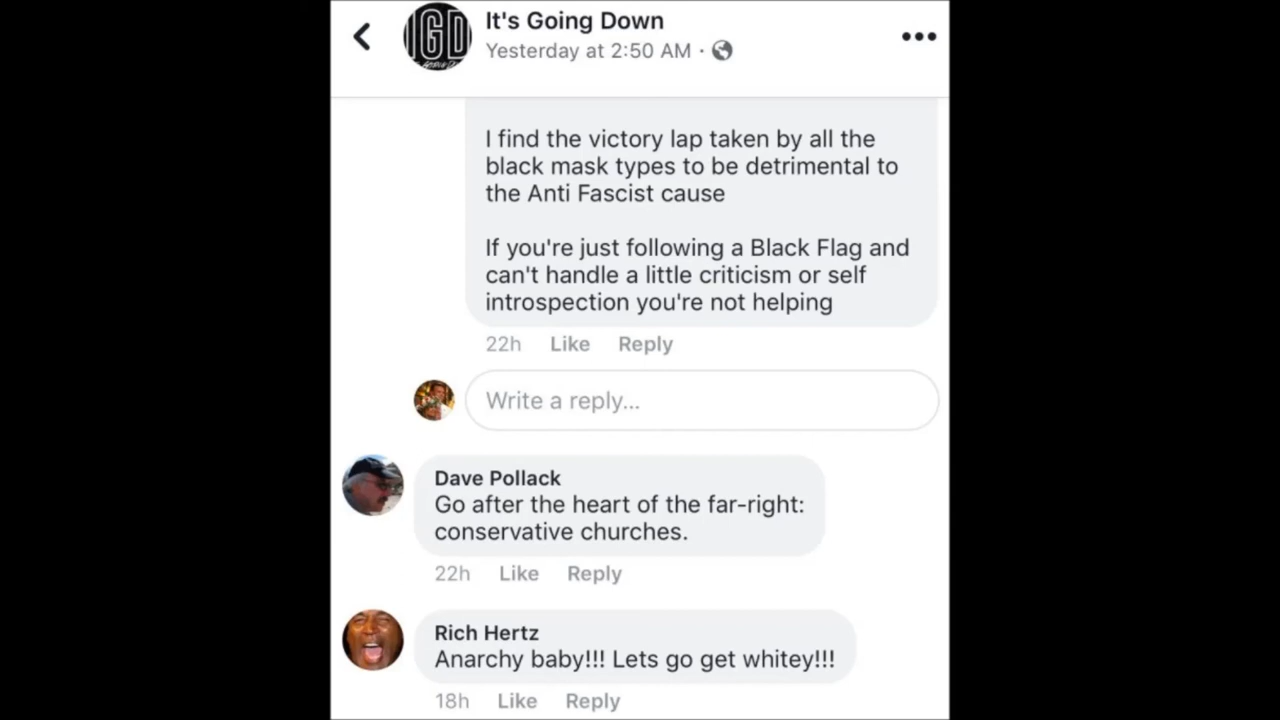 IGD
It's Going Down
Yesterday at 2:50 AM ·
I find the victory lap taken by all the
black mask types to be detrimental to
the Anti Fascist cause
If you're just following a Black Flag and
can't handle a little criticism or self
introspection you're not helping
22h Like Reply
Write a reply...
Dave Pollack
Go after the heart of the far-right:
conservative churches.
22h Like Reply
Rich Hertz
Anarchy baby!!! Lets go get whitey!!!
18h Like Reply